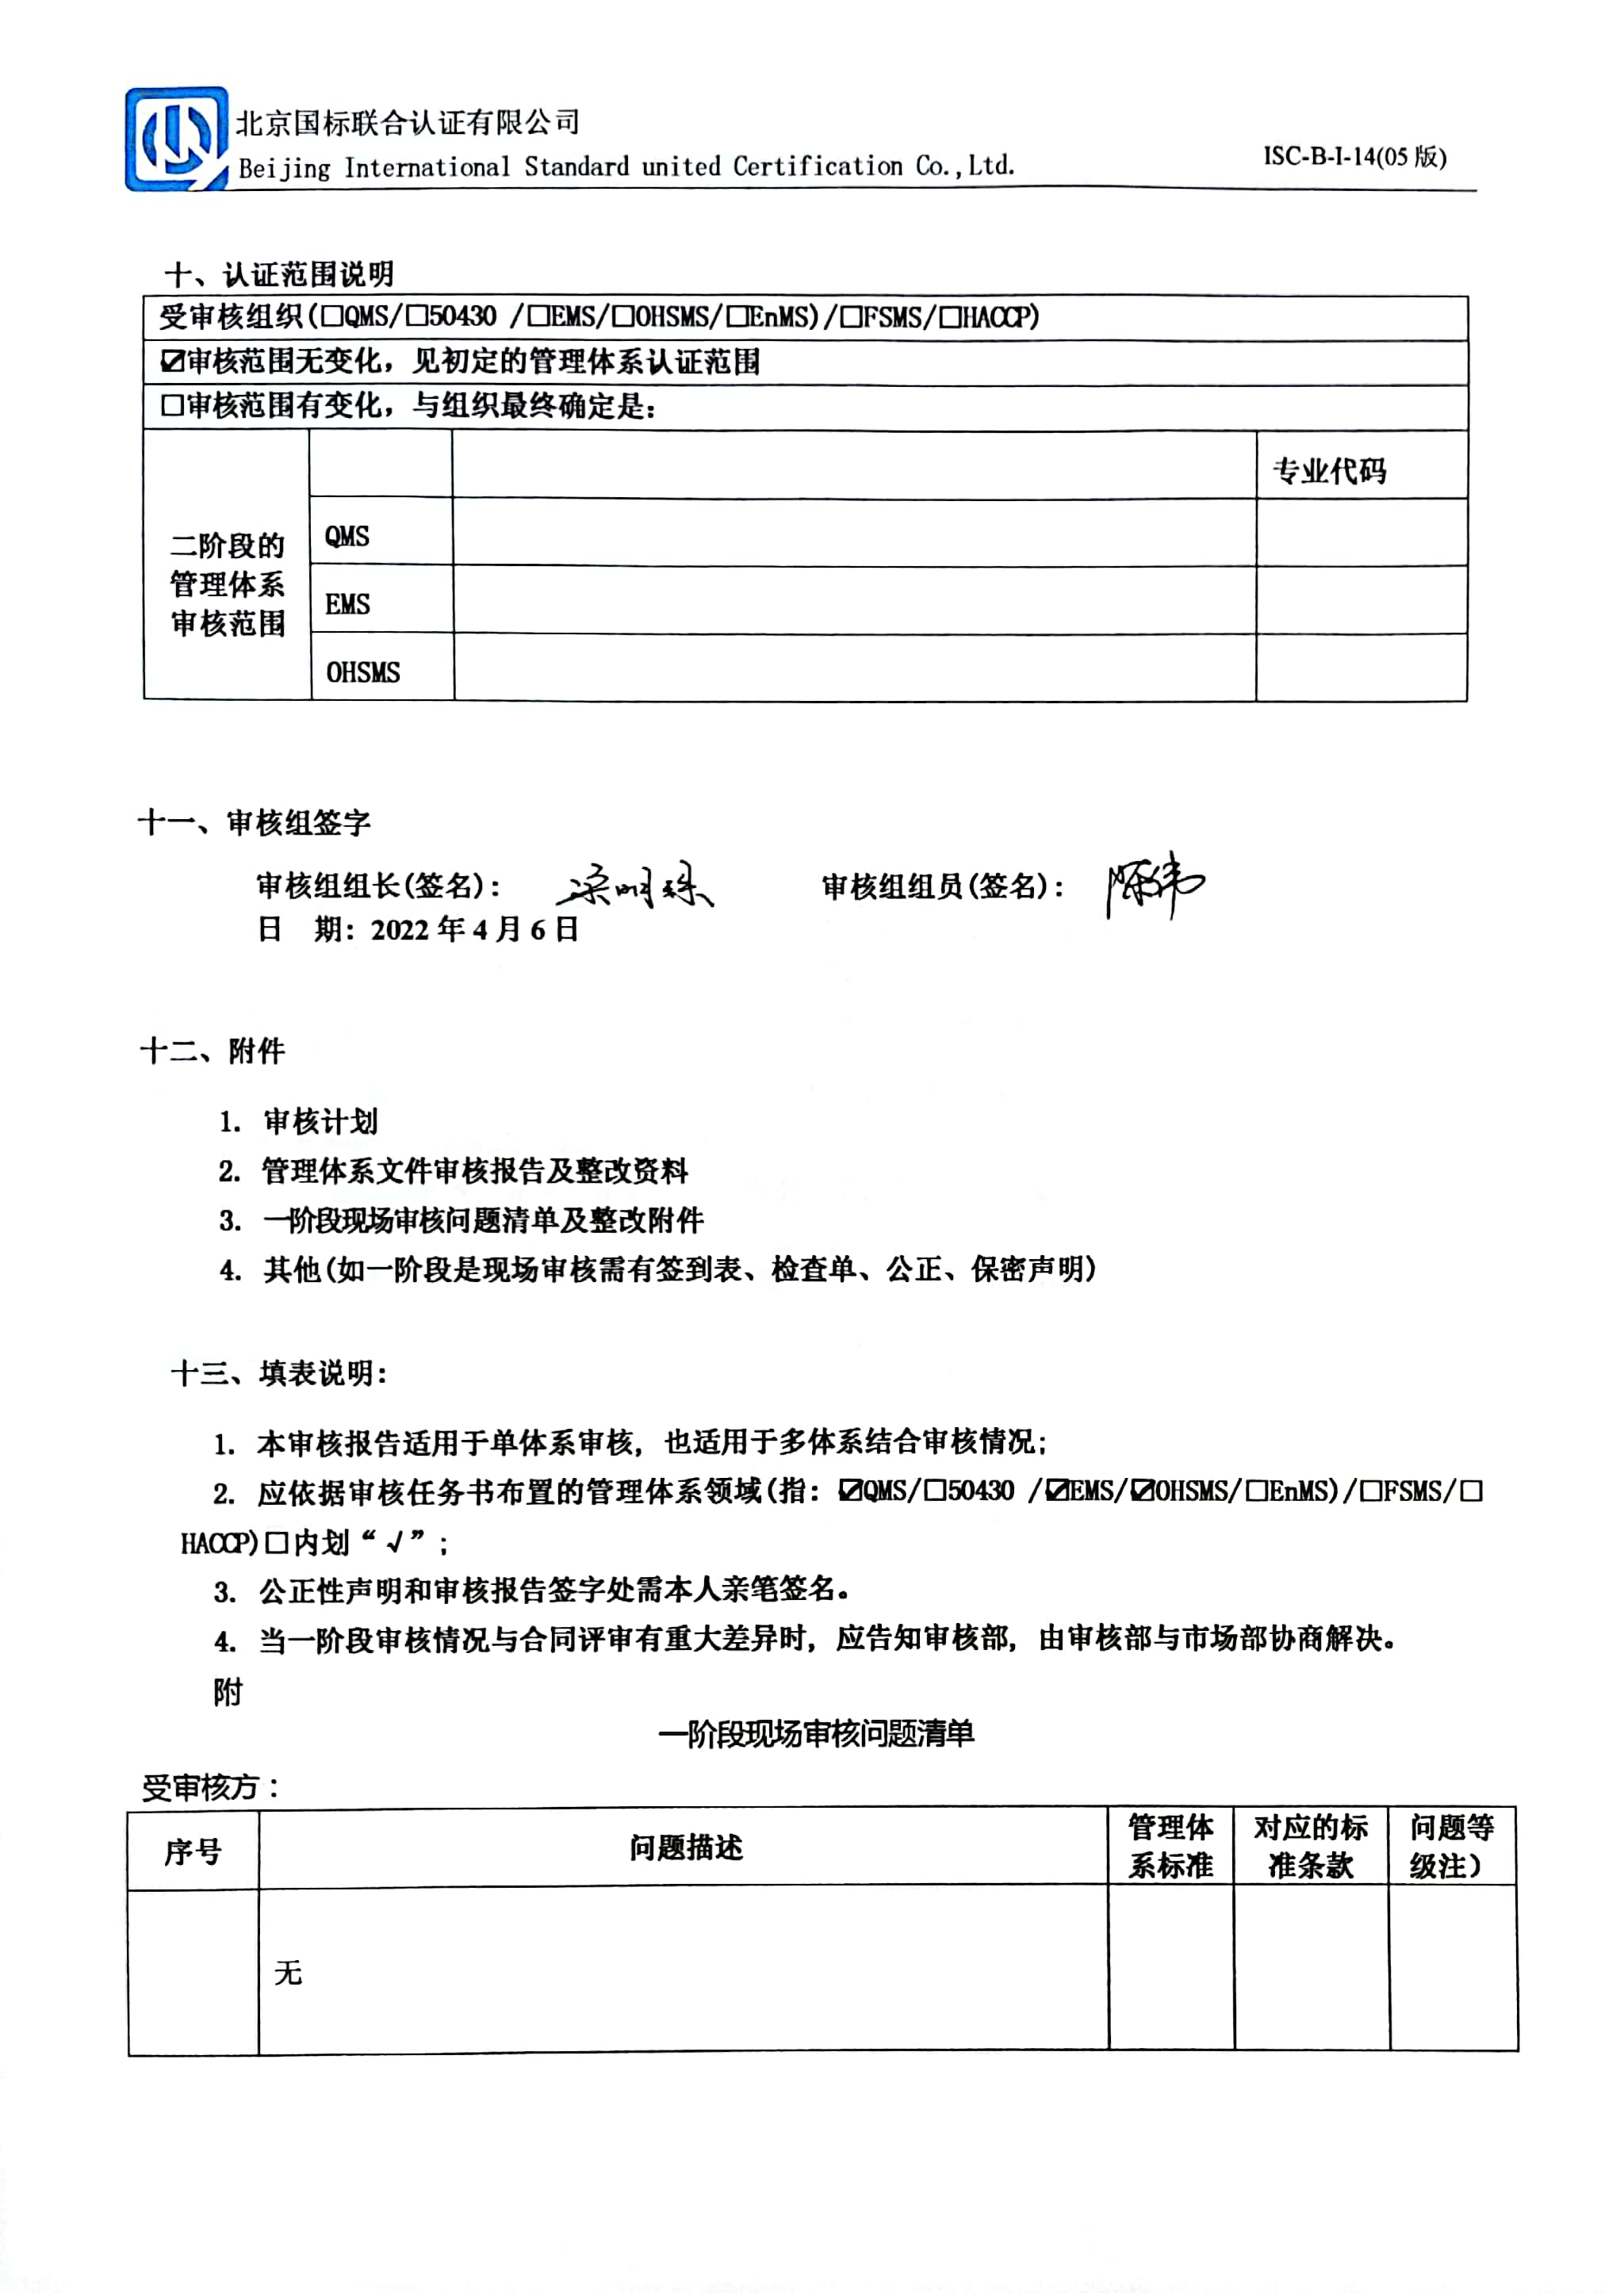 北京国标联合认证有限公司
Beijing International Standard united Certification Co.,Ltd.
ISC-B-I-14(05 版)
十、认证范围说明
受审核组织(□QMS/□50430 /□EMS/□OHSMS/□EnMS)/□FSMS/□HACCP)
☑审核范围无变化，见初定的管理体系认证范围
□审核范围有变化，与组织最终确定是：
专业代码
二阶段的
管理体系
审核范围
QMS
EMS
OHSMS
十一、审核组签字
审核组组长(签名)： 梁明珠 审核组组员(签名)： 陈伟
日 期：2022 年 4 月 6 日
十二、附件
1. 审核计划
2. 管理体系文件审核报告及整改资料
3. 一阶段现场审核问题清单及整改附件
4. 其他(如一阶段是现场审核需有签到表、检查单、公正、保密声明)
十三、填表说明：
1. 本审核报告适用于单体系审核，也适用于多体系结合审核情况；
2. 应依据审核任务书布置的管理体系领域(指：☑QMS/□50430 /☑EMS/☑OHSMS/□EnMS)/□FSMS/□
HACCP)□内划“√”；
3. 公正性声明和审核报告签字处需本人亲笔签名。
4. 当一阶段审核情况与合同评审有重大差异时，应告知审核部，由审核部与市场部协商解决。
附
一阶段现场审核问题清单
受审核方：
序号 问题描述 管理体系标准 对应的标准条款 问题等级注）
无